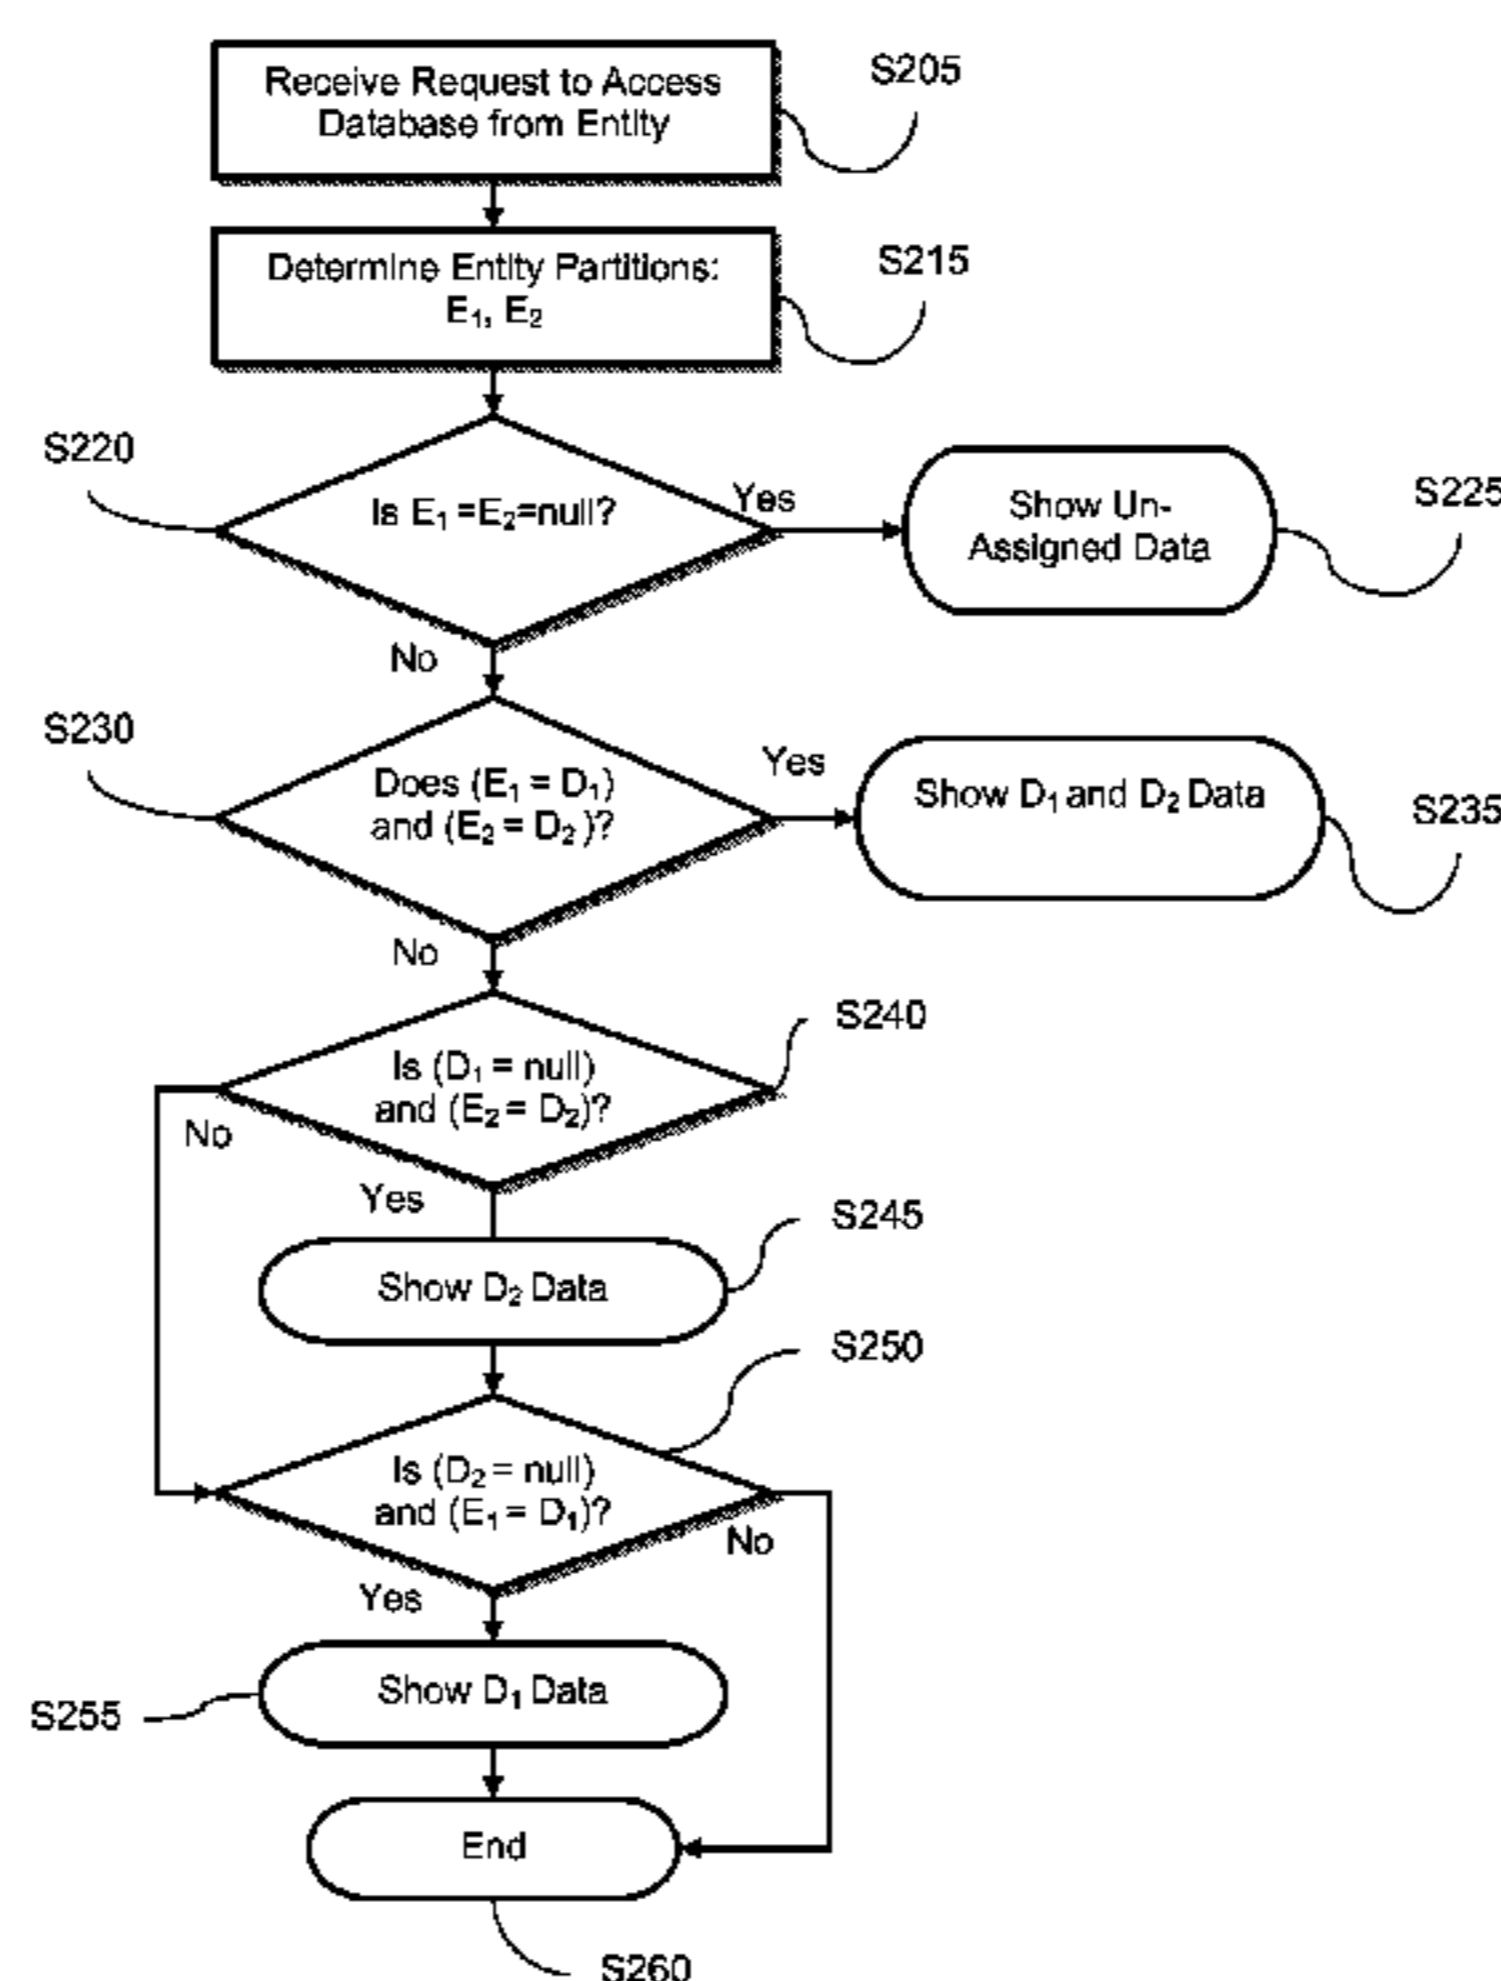 Receive Request to Access
Database from Entity
S205
Determine Entity Partitions:
E₁, E₂
S215
S220
Is E₁ =E₂=null?
Yes
Show Un-
Assigned Data
S225
No
S230
Does (E₁ = D₁)
and (E₂ = D₂ )?
Yes
Show D₁ and D₂ Data
S235
No
S240
Is (D₁ = null)
and (E₂ = D₂)?
No
Yes
S245
Show D₂ Data
S250
Is (D₂ = null)
and (E₁ = D₁)?
No
Yes
Show D₁ Data
S255
End
S260